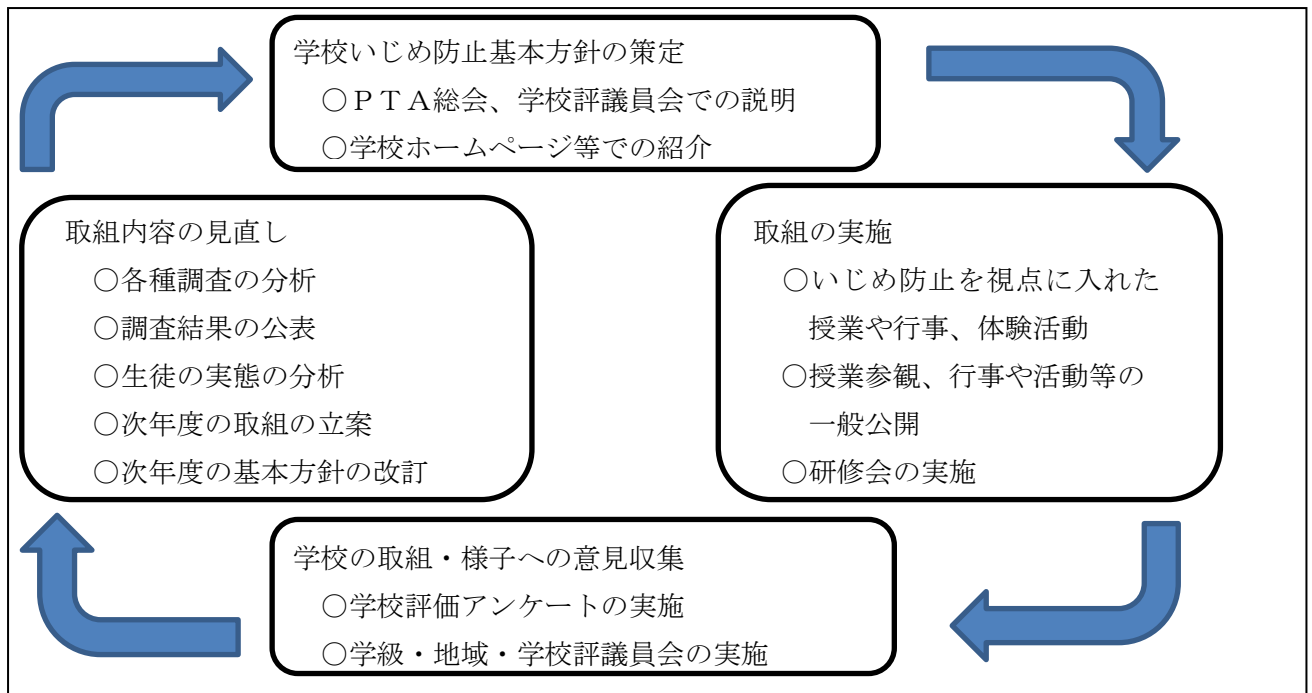 学校いじめ防止基本方針の策定
○ＰＴＡ総会、学校評議員会での説明
○学校ホームページ等での紹介
取組内容の見直し
○各種調査の分析
○調査結果の公表
○生徒の実態の分析
○次年度の取組の立案
○次年度の基本方針の改訂
取組の実施
○いじめ防止を視点に入れた
授業や行事、体験活動
○授業参観、行事や活動等の
一般公開
○研修会の実施
学校の取組・様子への意見収集
○学校評価アンケートの実施
○学級・地域・学校評議員会の実施